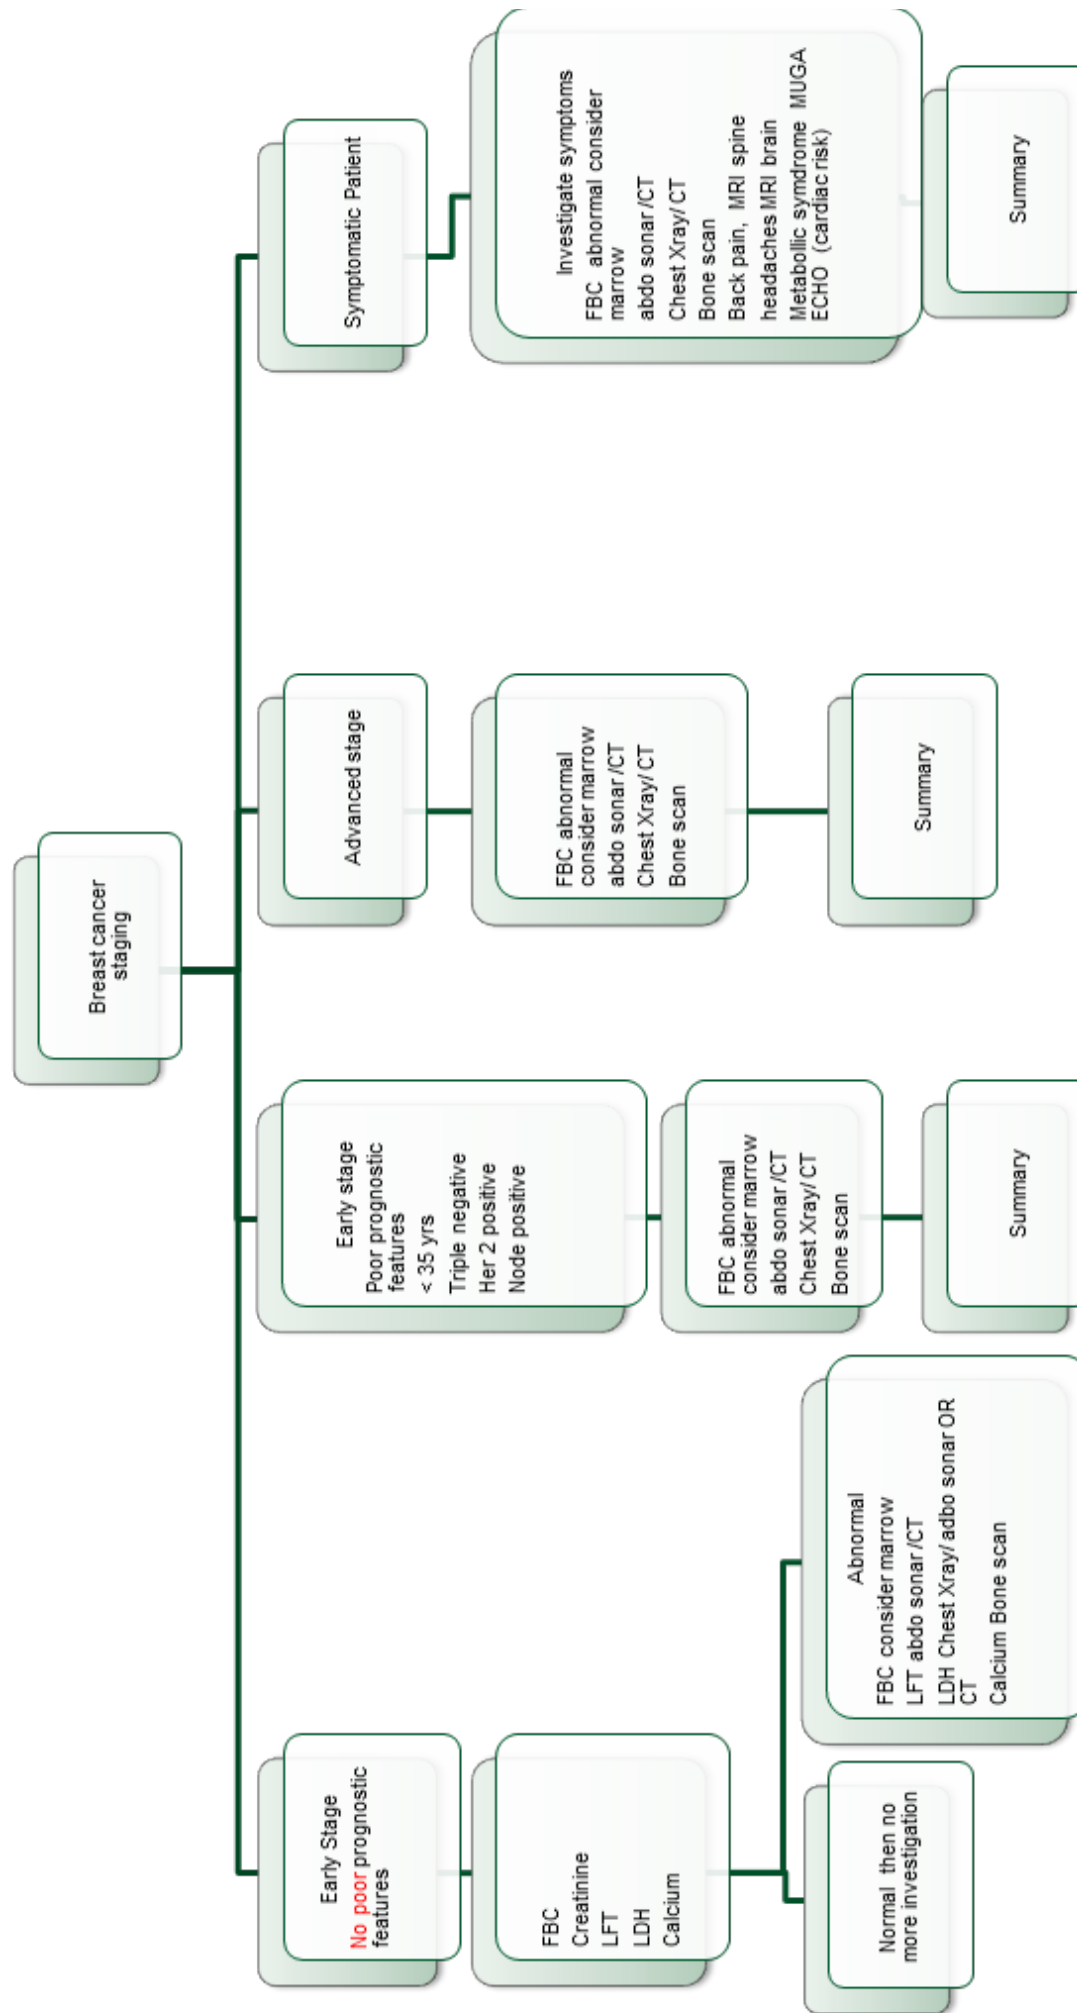 Breast cancer
staging
Early Stage
No poor prognostic
features
FBC
Creatinine
LFT
LDH
Calcium
Normal then no
more investigation
Abnormal
FBC consider marrow
LFT abdo sonar /CT
LDH Chest Xray/ adbo sonar OR
CT
Calcium Bone scan
Early stage
Poor prognostic
features
< 35 yrs
Triple negative
Her 2 positive
Node positive
FBC abnormal
consider marrow
abdo sonar /CT
Chest Xray/ CT
Bone scan
Summary
Advanced stage
FBC abnormal
consider marrow
abdo sonar /CT
Chest Xray/ CT
Bone scan
Summary
Symptomatic Patient
Investigate symptoms
FBC abnormal consider
marrow
abdo sonar /CT
Chest Xray/ CT
Bone scan
Back pain, MRI spine
headaches MRI brain
Metabollic symdrome MUGA
ECHO (cardiac risk)
Summary